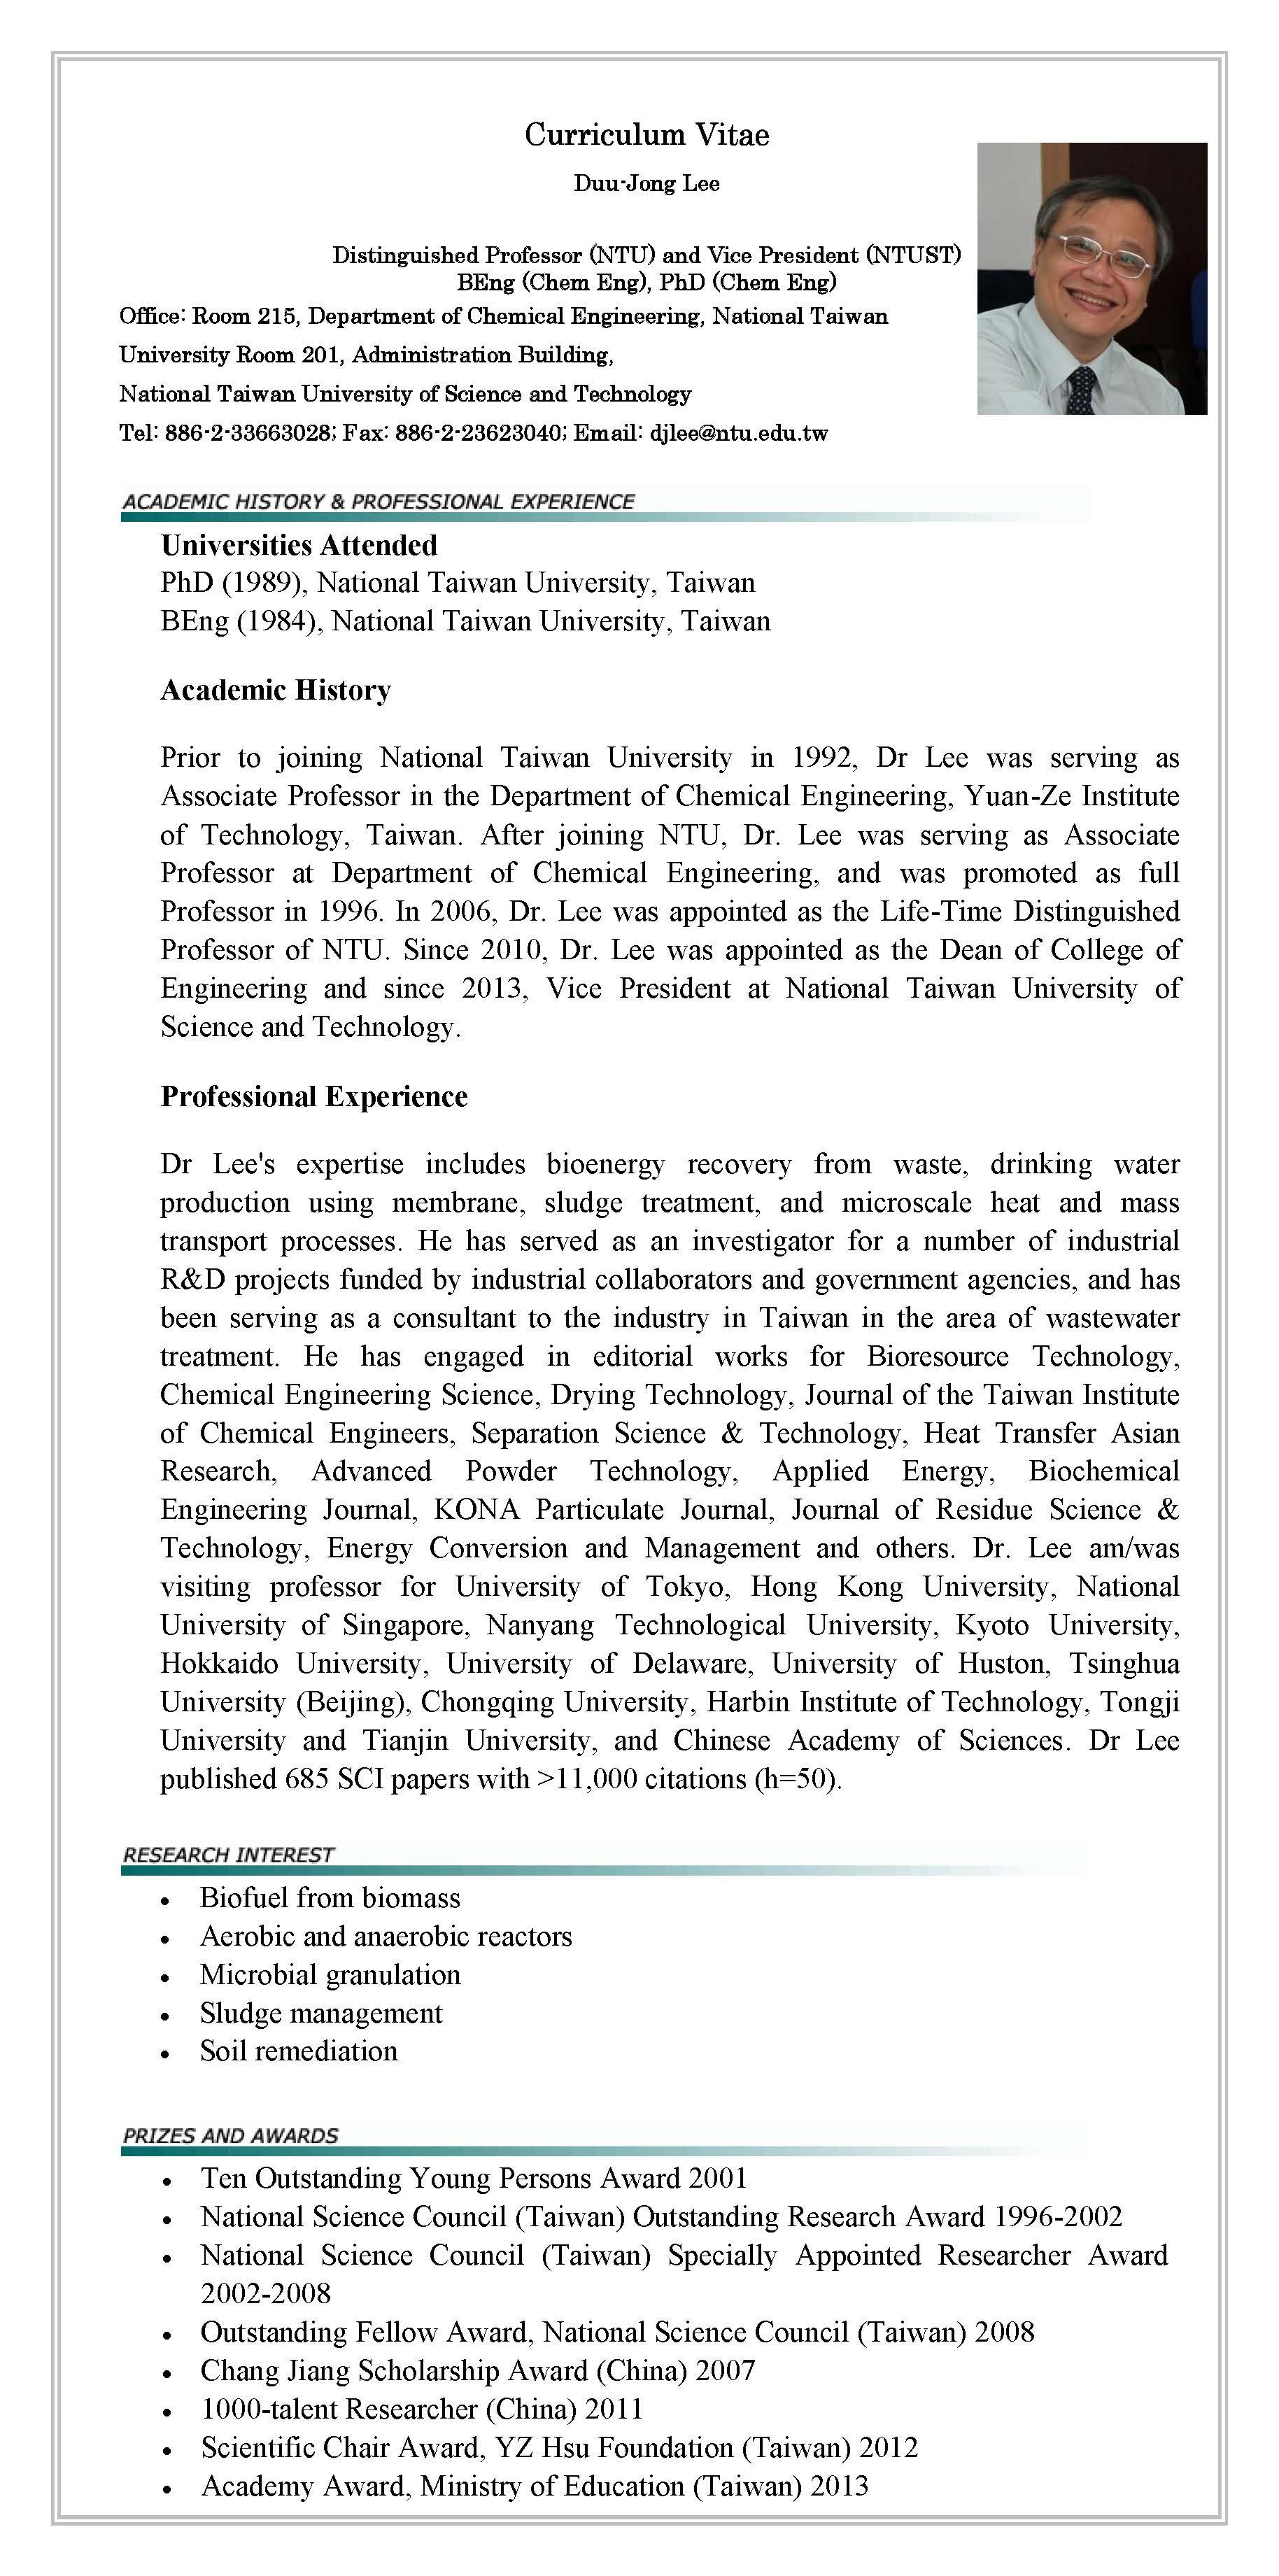 Curriculum Vitae
Duu-Jong Lee
Distinguished Professor (NTU) and Vice President (NTUST)
BEng (Chem Eng), PhD (Chem Eng)
Office: Room 215, Department of Chemical Engineering, National Taiwan
University Room 201, Administration Building,
National Taiwan University of Science and Technology
Tel: 886-2-33663028; Fax: 886-2-23623040; Email: djlee@ntu.edu.tw
ACADEMIC HISTORY & PROFESSIONAL EXPERIENCE
Universities Attended
PhD (1989), National Taiwan University, Taiwan
BEng (1984), National Taiwan University, Taiwan
Academic History
Prior to joining National Taiwan University in 1992, Dr Lee was serving as
Associate Professor in the Department of Chemical Engineering, Yuan-Ze Institute
of Technology, Taiwan. After joining NTU, Dr. Lee was serving as Associate
Professor at Department of Chemical Engineering, and was promoted as full
Professor in 1996. In 2006, Dr. Lee was appointed as the Life-Time Distinguished
Professor of NTU. Since 2010, Dr. Lee was appointed as the Dean of College of
Engineering and since 2013, Vice President at National Taiwan University of
Science and Technology.
Professional Experience
Dr Lee's expertise includes bioenergy recovery from waste, drinking water
production using membrane, sludge treatment, and microscale heat and mass
transport processes. He has served as an investigator for a number of industrial
R&D projects funded by industrial collaborators and government agencies, and has
been serving as a consultant to the industry in Taiwan in the area of wastewater
treatment. He has engaged in editorial works for Bioresource Technology,
Chemical Engineering Science, Drying Technology, Journal of the Taiwan Institute
of Chemical Engineers, Separation Science & Technology, Heat Transfer Asian
Research, Advanced Powder Technology, Applied Energy, Biochemical
Engineering Journal, KONA Particulate Journal, Journal of Residue Science &
Technology, Energy Conversion and Management and others. Dr. Lee am/was
visiting professor for University of Tokyo, Hong Kong University, National
University of Singapore, Nanyang Technological University, Kyoto University,
Hokkaido University, University of Delaware, University of Huston, Tsinghua
University (Beijing), Chongqing University, Harbin Institute of Technology, Tongji
University and Tianjin University, and Chinese Academy of Sciences. Dr Lee
published 685 SCI papers with >11,000 citations (h=50).
RESEARCH INTEREST
• Biofuel from biomass
• Aerobic and anaerobic reactors
• Microbial granulation
• Sludge management
• Soil remediation
PRIZES AND AWARDS
• Ten Outstanding Young Persons Award 2001
• National Science Council (Taiwan) Outstanding Research Award 1996-2002
• National Science Council (Taiwan) Specially Appointed Researcher Award
2002-2008
• Outstanding Fellow Award, National Science Council (Taiwan) 2008
• Chang Jiang Scholarship Award (China) 2007
• 1000-talent Researcher (China) 2011
• Scientific Chair Award, YZ Hsu Foundation (Taiwan) 2012
• Academy Award, Ministry of Education (Taiwan) 2013